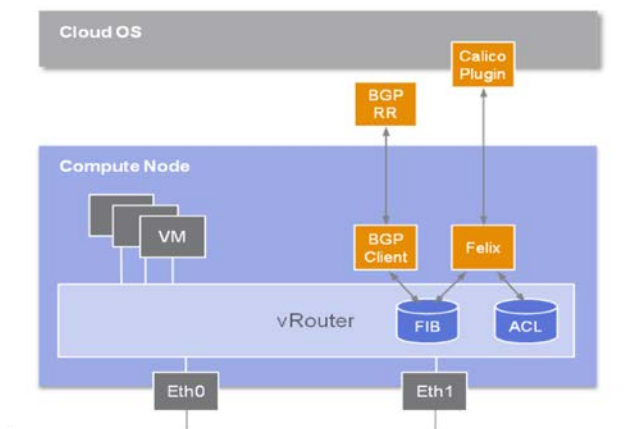 Cloud OS
Calico
Plugin
BGP
RR
Compute Node
VM
BGP
Client
Felix
vRouter
FIB
ACL
Eth0
Eth1